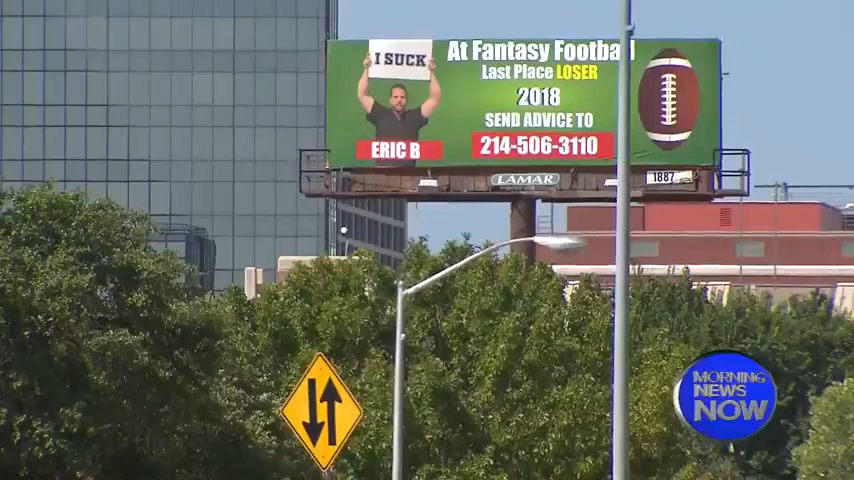 I SUCK
At Fantasy Football
Last Place LOSER
2018
SEND ADVICE TO
ERIC B
214-506-3110
LAMAR
1887
MORNING
NEWS
NOW